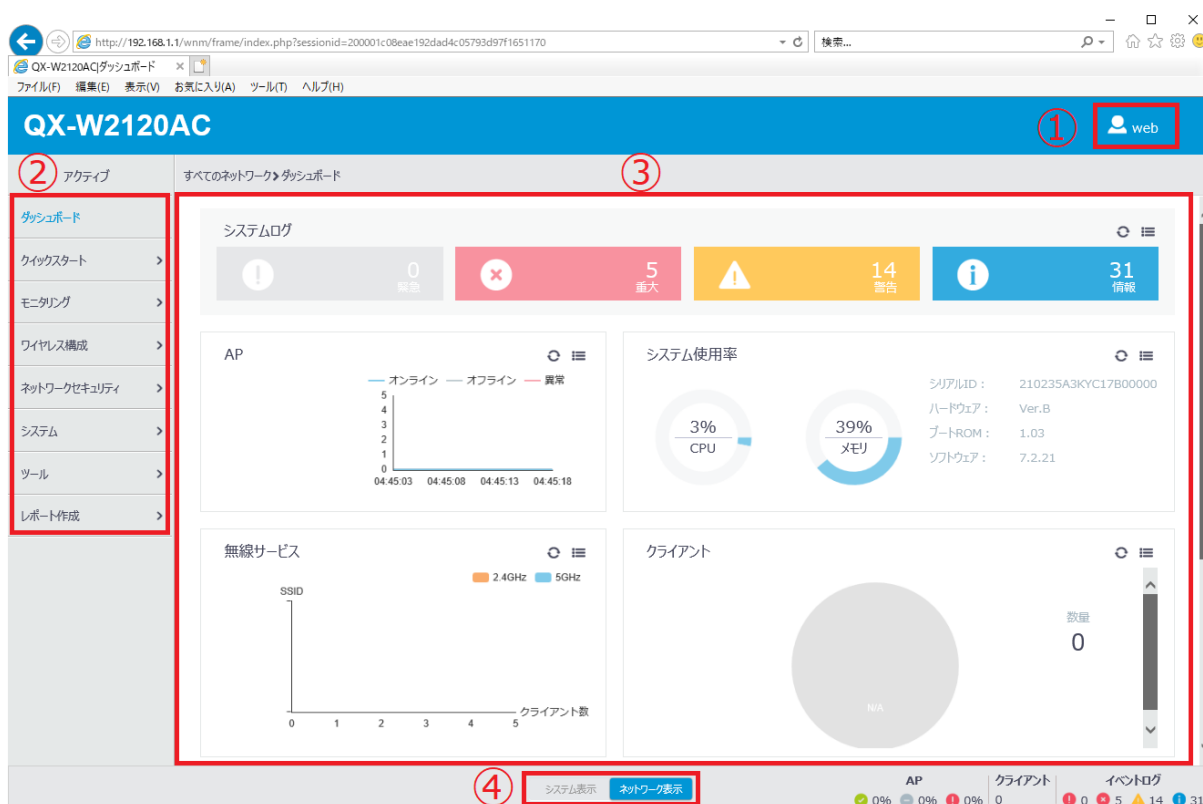 http://192.168.1.1/wnm/frame/index.php?sessionid=200001c08eae192dad4c05793d97f1651170
検索...
QX-W2120AC|ダッシュボード
ファイル(F) 編集(E) 表示(V) お気に入り(A) ツール(T) ヘルプ(H)
QX-W2120AC
① web
② アクティブ
すべてのネットワーク > ダッシュボード
③
ダッシュボード
クイックスタート
モニタリング
ワイヤレス構成
ネットワークセキュリティ
システム
ツール
レポート作成
システムログ
0
緊急
5
重大
14
警告
31
情報
AP
オンライン オフライン 異常
5
4
3
2
1
0
04:45:03 04:45:08 04:45:13 04:45:18
システム使用率
3%
CPU
39%
メモリ
シリアルID : 210235A3KYC17B00000
ハードウェア : Ver.B
ブートROM : 1.03
ソフトウェア : 7.2.21
無線サービス
2.4GHz 5GHz
SSID
クライアント数
0 1 2 3 4 5
クライアント
数量
0
N/A
④
システム表示 ネットワーク表示
AP クライアント イベントログ
0% 0% 0% 0 0 5 14 31